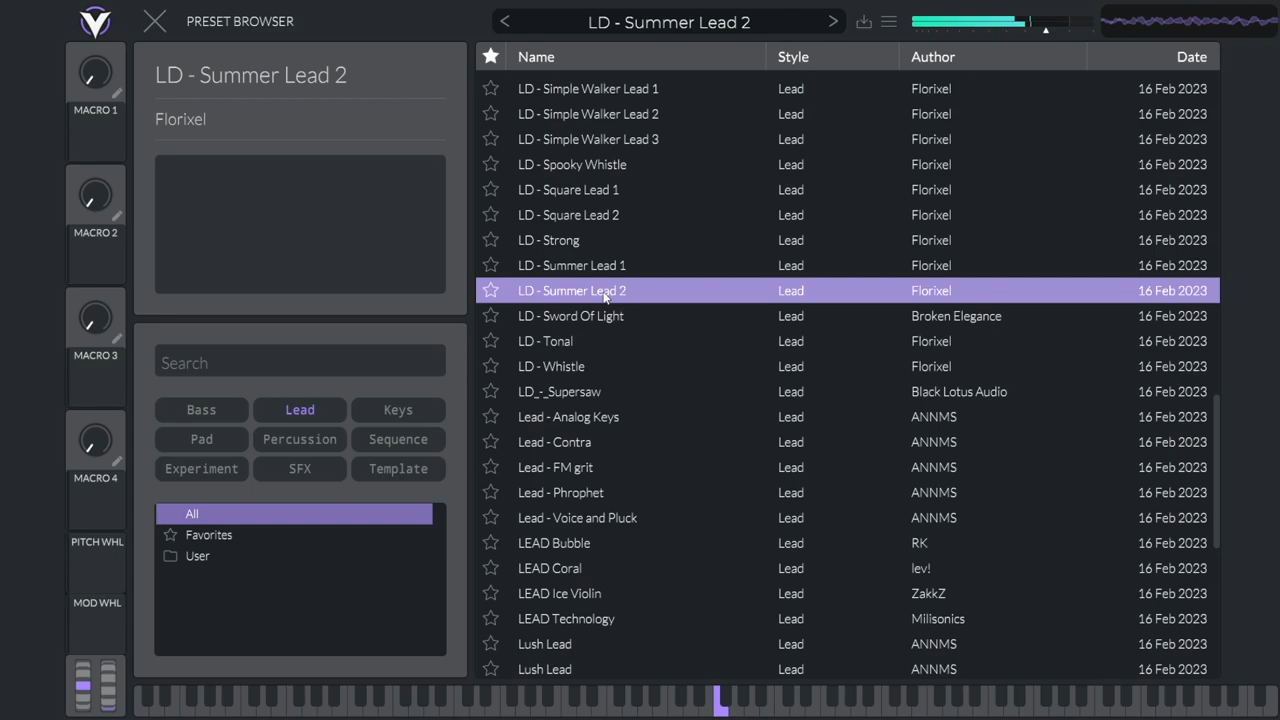 PRESET BROWSER
LD - Summer Lead 2
MACRO 1
MACRO 2
MACRO 3
MACRO 4
PITCH WHL
MOD WHL
LD - Summer Lead 2
Florixel
Search
Bass Lead Keys
Pad Percussion Sequence
Experiment SFX Template
All
Favorites
User
Name Style Author Date
LD - Simple Walker Lead 1 Lead Florixel 16 Feb 2023
LD - Simple Walker Lead 2 Lead Florixel 16 Feb 2023
LD - Simple Walker Lead 3 Lead Florixel 16 Feb 2023
LD - Spooky Whistle Lead Florixel 16 Feb 2023
LD - Square Lead 1 Lead Florixel 16 Feb 2023
LD - Square Lead 2 Lead Florixel 16 Feb 2023
LD - Strong Lead Florixel 16 Feb 2023
LD - Summer Lead 1 Lead Florixel 16 Feb 2023
LD - Summer Lead 2 Lead Florixel 16 Feb 2023
LD - Sword Of Light Lead Broken Elegance 16 Feb 2023
LD - Tonal Lead Florixel 16 Feb 2023
LD - Whistle Lead Florixel 16 Feb 2023
LD_-_Supersaw Lead Black Lotus Audio 16 Feb 2023
Lead - Analog Keys Lead ANNMS 16 Feb 2023
Lead - Contra Lead ANNMS 16 Feb 2023
Lead - FM grit Lead ANNMS 16 Feb 2023
Lead - Phrophet Lead ANNMS 16 Feb 2023
Lead - Voice and Pluck Lead ANNMS 16 Feb 2023
LEAD Bubble Lead RK 16 Feb 2023
LEAD Coral Lead lev! 16 Feb 2023
LEAD Ice Violin Lead ZakkZ 16 Feb 2023
LEAD Technology Lead Milisonics 16 Feb 2023
Lush Lead Lead ANNMS 16 Feb 2023
Lush Lead Lead ANNMS 16 Feb 2023